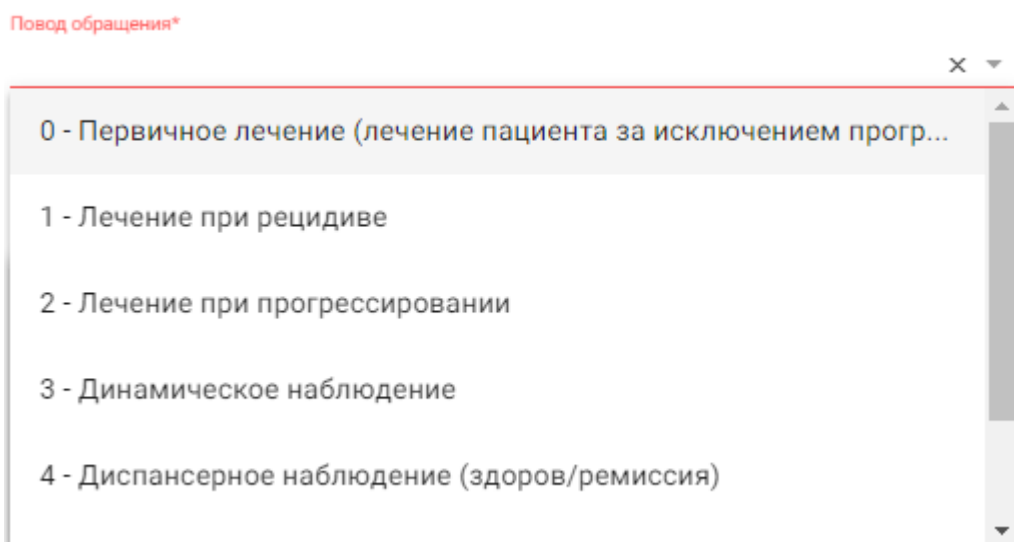 Повод обращения*
0 - Первичное лечение (лечение пациента за исключением прогр...
1 - Лечение при рецидиве
2 - Лечение при прогрессировании
3 - Динамическое наблюдение
4 - Диспансерное наблюдение (здоров/ремиссия)